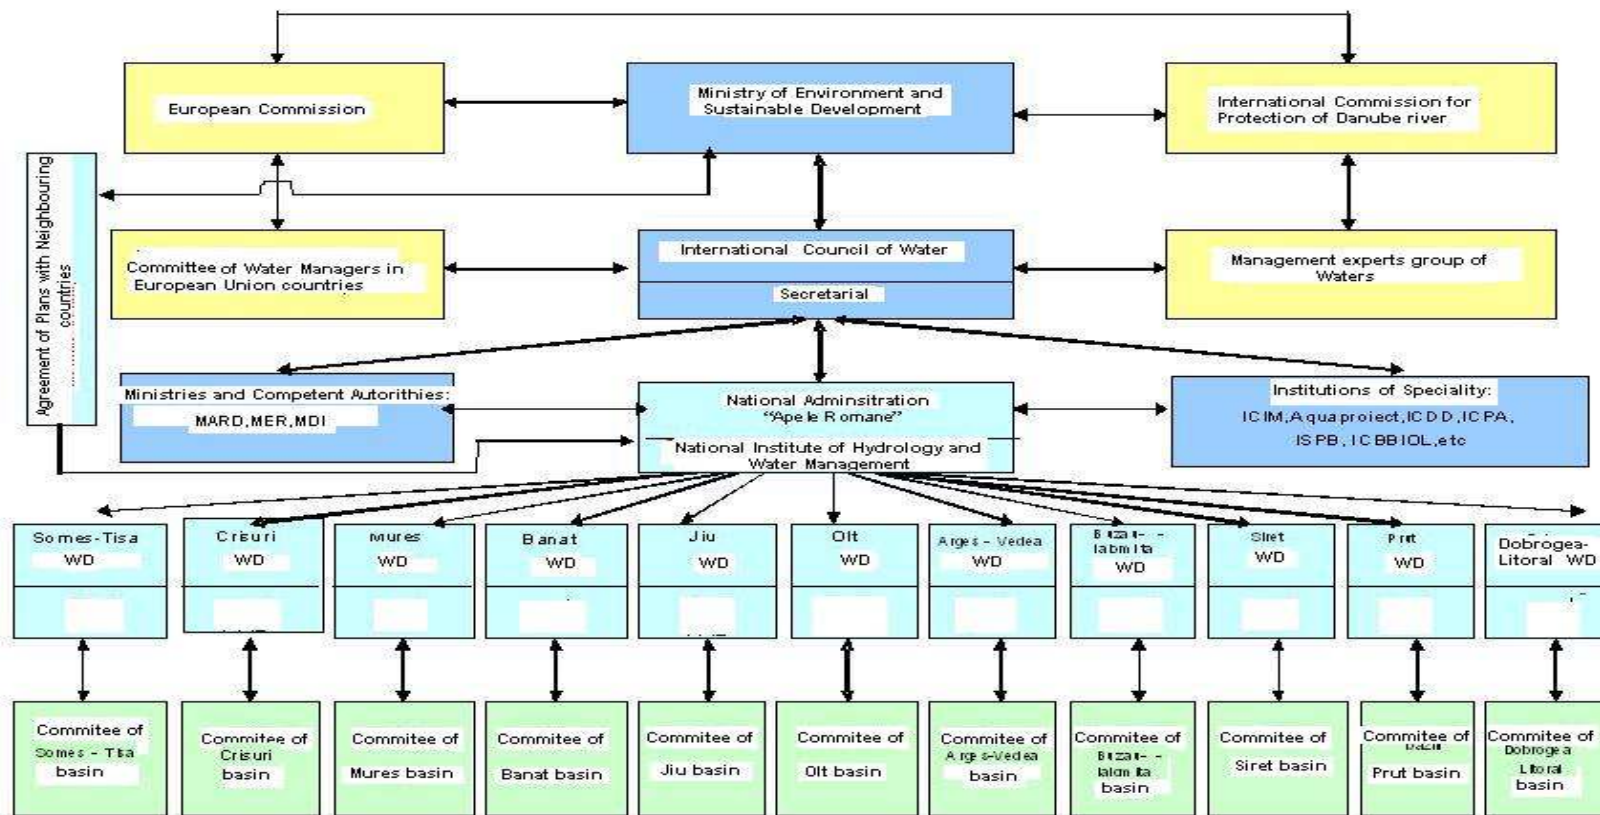 European Commission
Ministry of Environment and
Sustainable Development
International Commission for
Protection of Danube river
Agreement of Plans with Neighbouring
countries
Committee of Water Managers in
European Union countries
International Council of Water
Secretarial
Management experts group of
Waters
Ministries and Competent Autorithies:
MARD,MER,MDI
National Adminsitration
“Apele Romane”
National Institute of Hydrology and
Water Management
Institutions of Speciality:
ICIM,Aquaproiect,ICDD,ICPA,
ISPB, ICBBIOL,etc
Somes-Tisa
WD
Crisuri
WD
Mures
WD
Banat
WD
Jiu
WD
Olt
WD
Arges - Vedea
WD
WD
Siret
WD
Prut
WD
Dobrogea-
Litoral WD
Commitee of
Somes - Tisa
basin
Commitee of
Crisuri
basin
Commitee of
Mures basin
Commitee of
Banat basin
Commitee of
Jiu basin
Commitee of
Olt basin
Commitee of
Arges-Vedea
basin
Commitee of
basin
Commitee of
Siret basin
Commitee of
Prut basin
Commitee of
Dobrogea
Litoral
basin